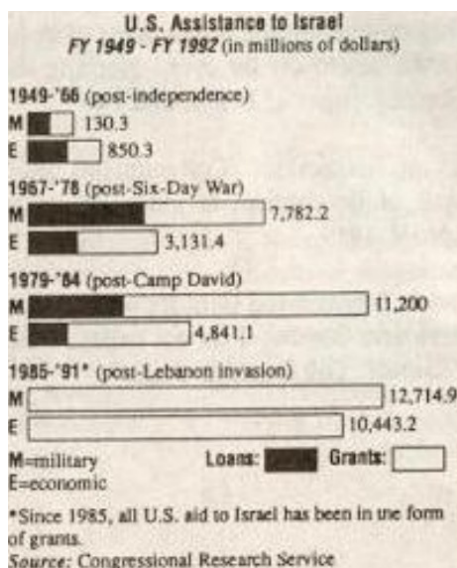 U.S. Assistance to Israel
FY 1949 - FY 1992 (in millions of dollars)
1949-'66 (post-independence)
M 130.3
E 850.3
1967-'78 (post-Six-Day War)
M 7,782.2
E 3,131.4
1979-'84 (post-Camp David)
M 11,200
E 4,841.1
1985-'91* (post-Lebanon invasion)
M 12,714.9
E 10,443.2
M=military Loans: Grants:
E=economic
*Since 1985, all U.S. aid to Israel has been in the form
of grants.
Source: Congressional Research Service